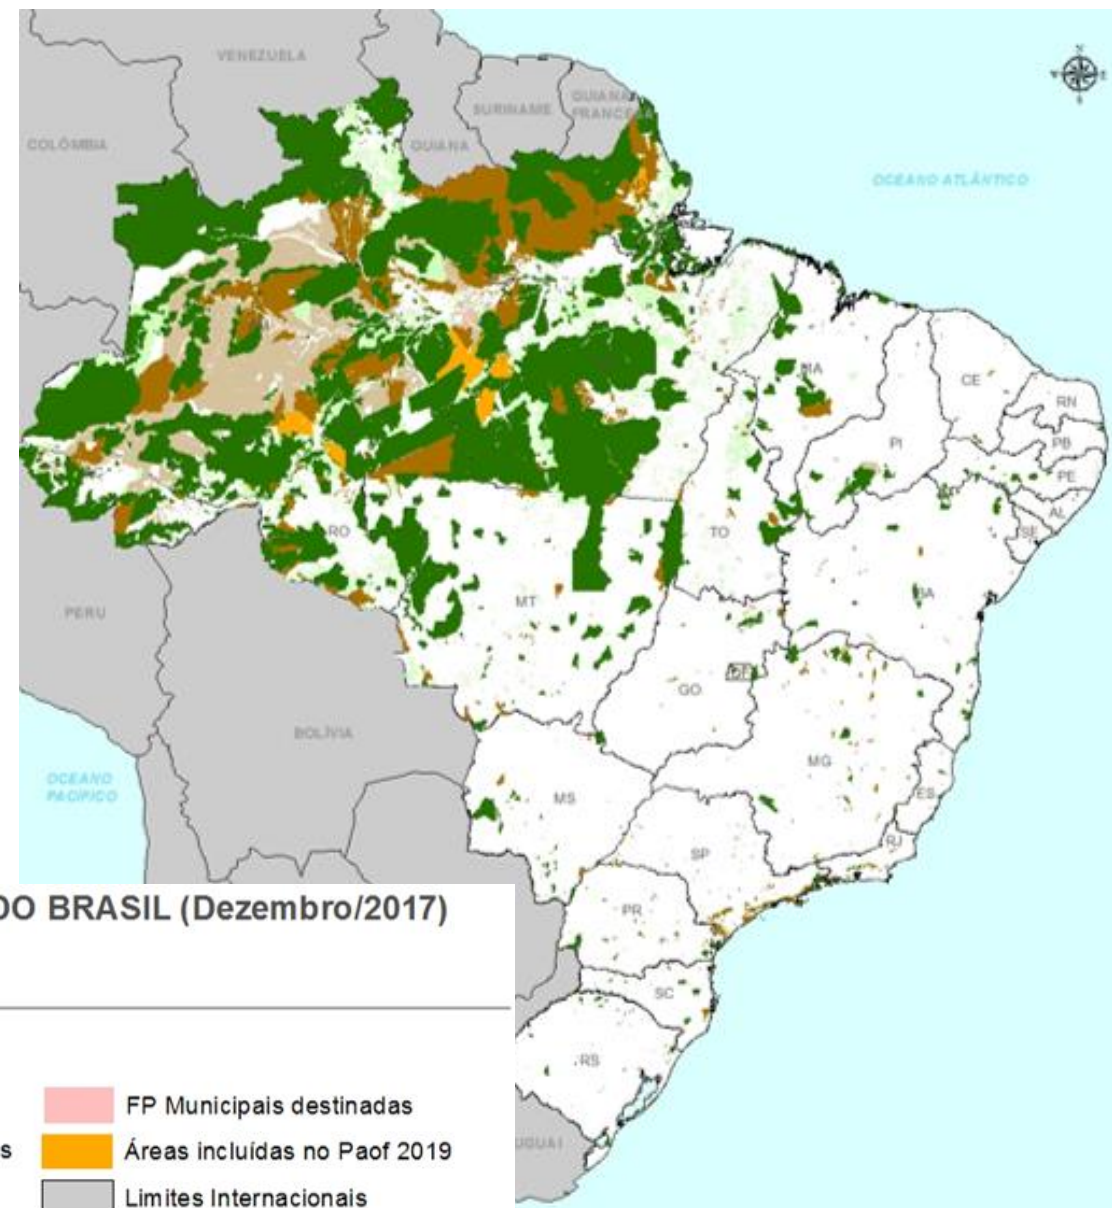 VENEZUELA
SURINAME
GUIANA
FRANCESA
COLÔMBIA
GUIANA
OCEANO ATLÂNTICO
N
W
E
S
MA
CE
RN
PI
PB
PE
AL
SE
RO
TO
BA
MT
PERU
GO
DF
BOLÍVIA
MG
ES
OCEANO
PACÍFICO
MS
RJ
SP
PR
SC
RS
UGUAI
DO BRASIL (Dezembro/2017)
FP Municipais destinadas
s
Áreas incluídas no Paof 2019
Limites Internacionais